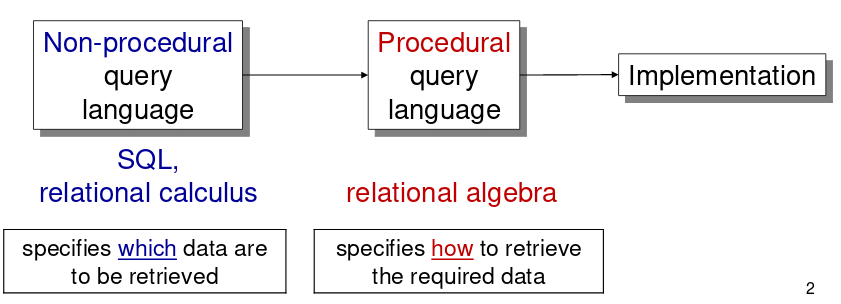 Non-procedural
query
language
Procedural
query
language
Implementation
SQL,
relational calculus
relational algebra
specifies which data are
to be retrieved
specifies how to retrieve
the required data
2